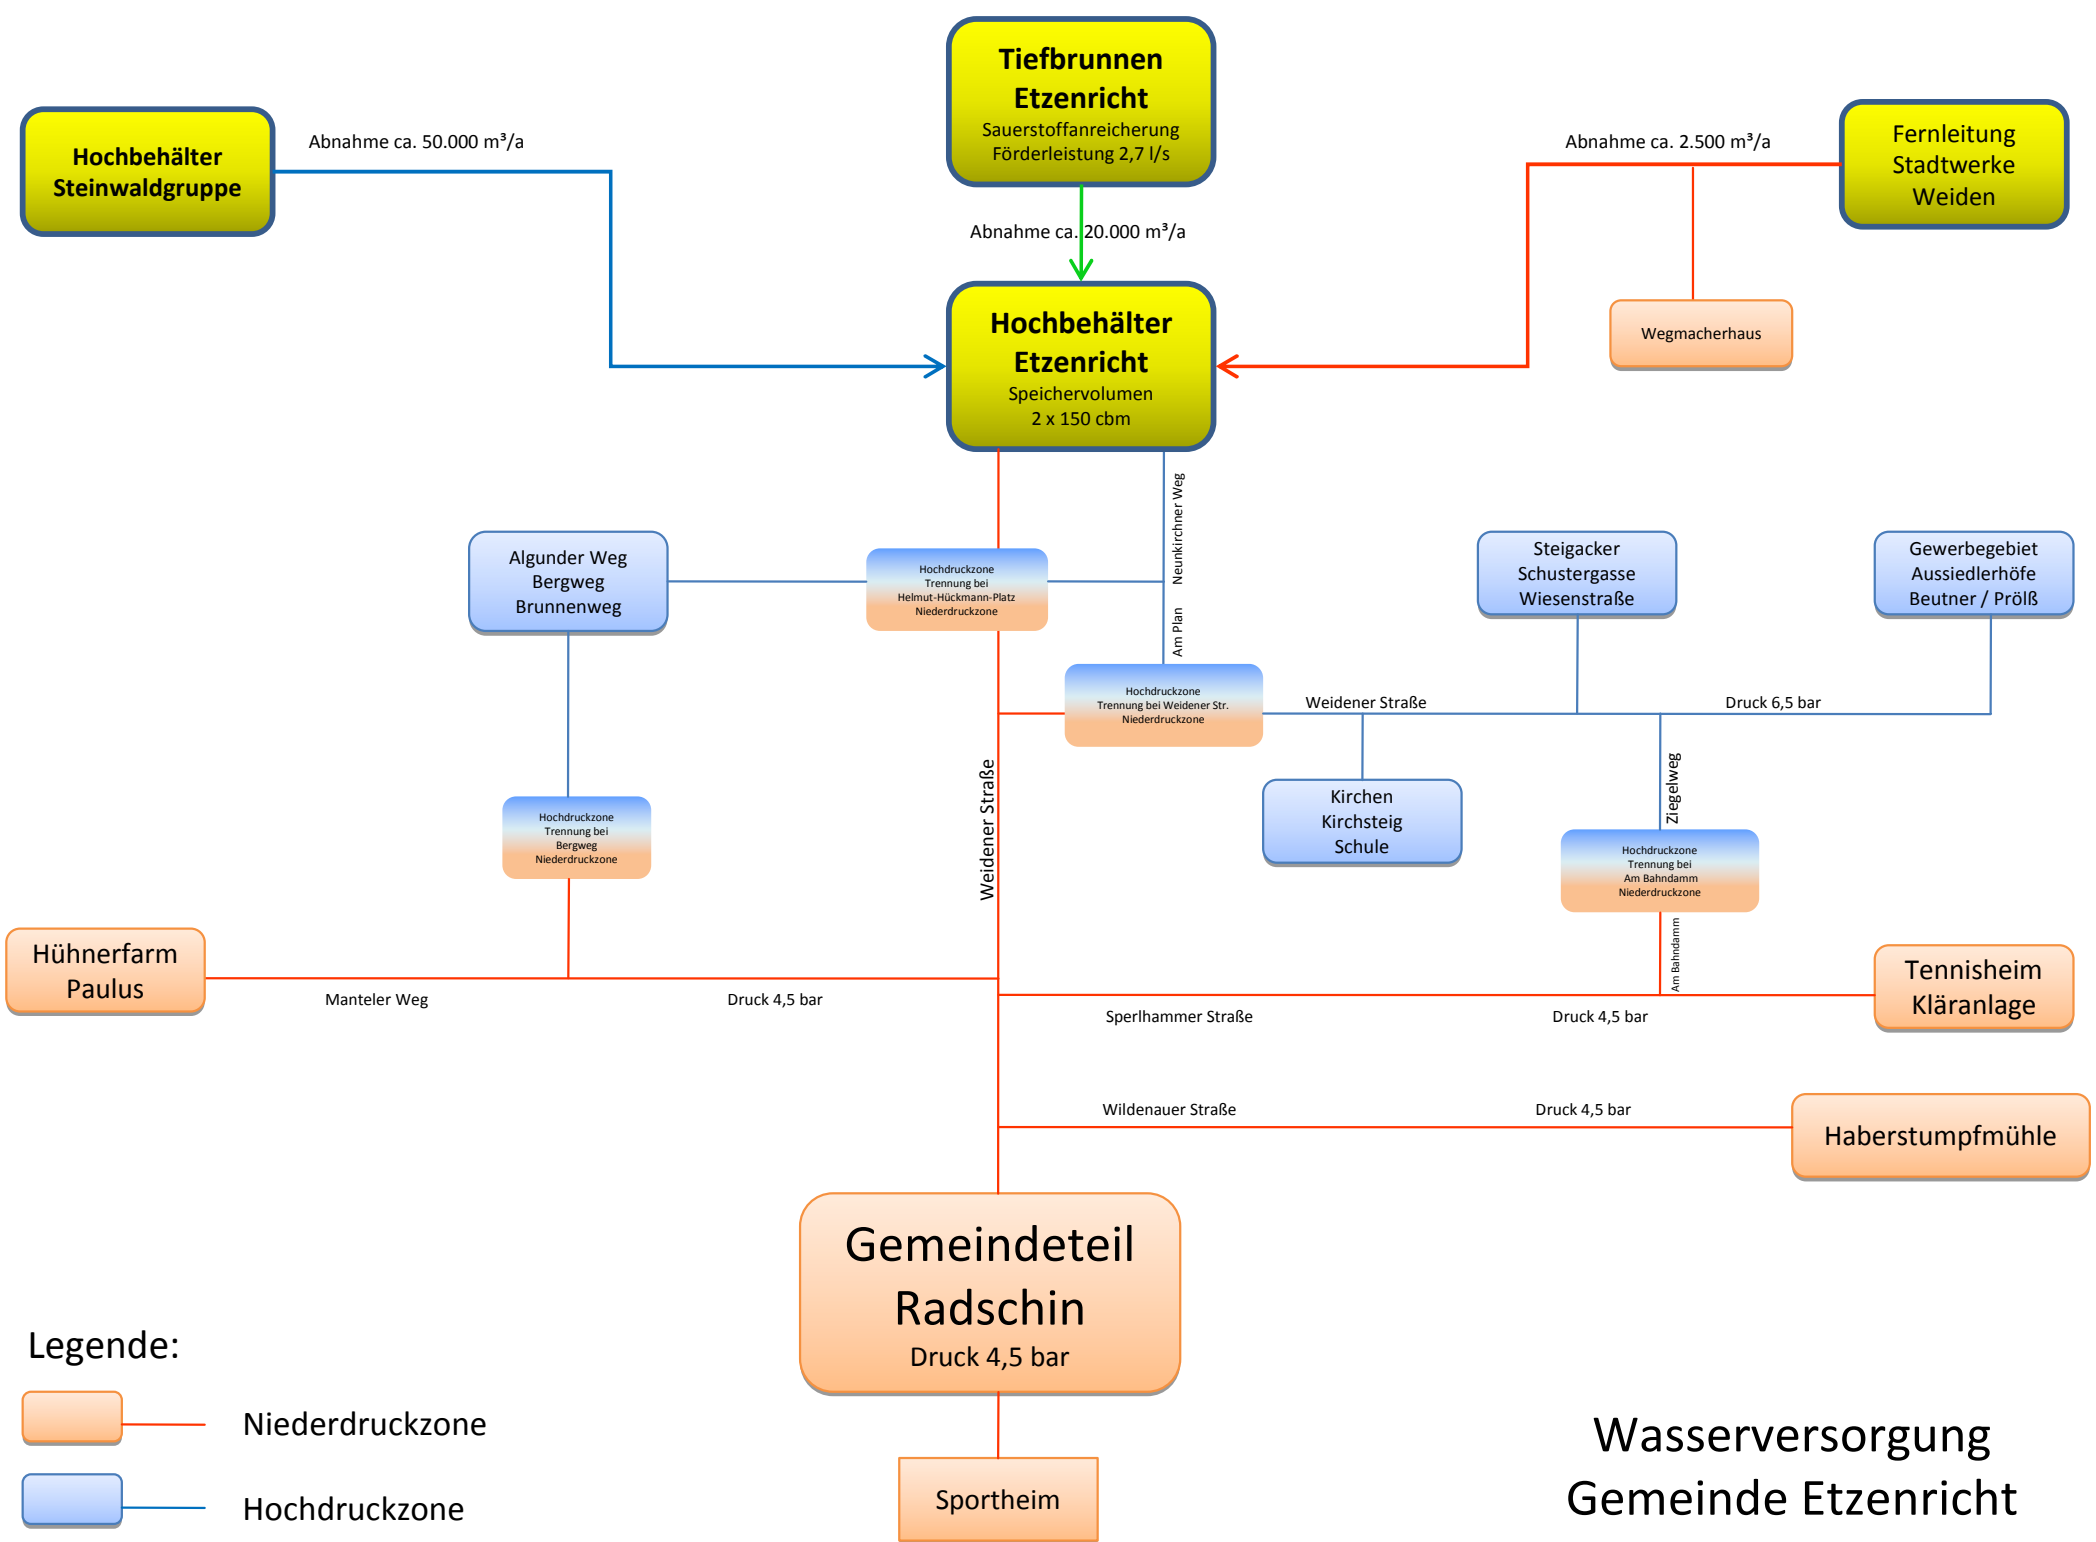 Tiefbrunnen
Etzenricht
Sauerstoffanreicherung
Förderleistung 2,7 l/s
Hochbehälter
Steinwaldgruppe
Abnahme ca. 50.000 m³/a
Abnahme ca. 2.500 m³/a
Fernleitung
Stadtwerke
Weiden
Abnahme ca. 20.000 m³/a
Hochbehälter
Etzenricht
Speichervolumen
2 x 150 cbm
Wegmacherhaus
Neunkirchner Weg
Am Plan
Algunder Weg
Bergweg
Brunnenweg
Hochdruckzone
Trennung bei
Helmut-Hückmann-Platz
Niederdruckzone
Steigacker
Schustergasse
Wiesenstraße
Gewerbegebiet
Aussiedlerhöfe
Beutner / Prölß
Hochdruckzone
Trennung bei Weidener Str.
Niederdruckzone
Weidener Straße
Druck 6,5 bar
Weidener Straße
Ziegelweg
Kirchen
Kirchsteig
Schule
Hochdruckzone
Trennung bei
Bergweg
Niederdruckzone
Hochdruckzone
Trennung bei
Am Bahndamm
Niederdruckzone
Am Bahndamm
Hühnerfarm
Paulus
Manteler Weg
Druck 4,5 bar
Tennisheim
Kläranlage
Sperlhammer Straße
Druck 4,5 bar
Wildenauer Straße
Druck 4,5 bar
Haberstumpfmühle
Gemeindeteil
Radschin
Druck 4,5 bar
Sportheim
Legende:
Niederdruckzone
Hochdruckzone
Wasserversorgung
Gemeinde Etzenricht